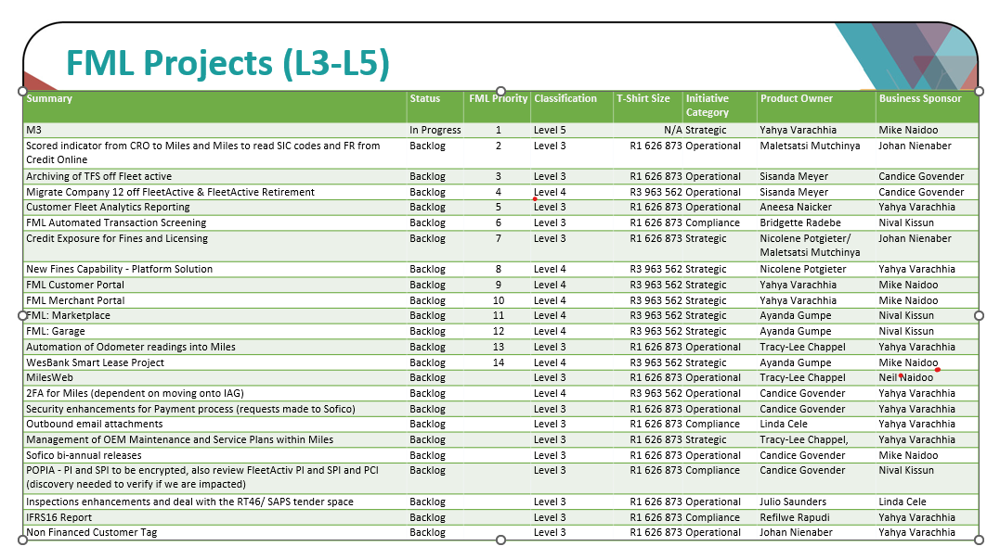 FML Projects (L3-L5)
Summary Status FML Priority Classification T-Shirt Size Initiative Category Product Owner Business Sponsor
M3 In Progress 1 Level 5 N/A Strategic Yahya Varachhia Mike Naidoo
Scored indicator from CRO to Miles and Miles to read SIC codes and FR from Backlog 2 Level 3 R1 626 873 Operational Maletsatsi Mutchinya Johan Nienaber
Credit Online
Archiving of TFS off Fleet active Backlog 3 Level 3 R1 626 873 Operational Sisanda Meyer Candice Govender
Migrate Company 12 off FleetActive & FleetActive Retirement Backlog 4 Level 4 R3 963 562 Operational Sisanda Meyer Candice Govender
Customer Fleet Analytics Reporting Backlog 5 Level 3 R1 626 873 Operational Aneesa Naicker Yahya Varachhia
FML Automated Transaction Screening Backlog 6 Level 3 R1 626 873 Compliance Bridgette Radebe Nival Kissun
Credit Exposure for Fines and Licensing Backlog 7 Level 3 R1 626 873 Strategic Nicolene Potgieter/ Johan Nienaber
Maletsatsi Mutchinya
New Fines Capability - Platform Solution Backlog 8 Level 4 R3 963 562 Strategic Nicolene Potgieter Yahya Varachhia
FML Customer Portal Backlog 9 Level 4 R3 963 562 Strategic Yahya Varachhia Mike Naidoo
FML Merchant Portal Backlog 10 Level 4 R3 963 562 Strategic Yahya Varachhia Mike Naidoo
FML: Marketplace Backlog 11 Level 4 R3 963 562 Strategic Ayanda Gumpe Nival Kissun
FML: Garage Backlog 12 Level 4 R3 963 562 Strategic Ayanda Gumpe Nival Kissun
Automation of Odometer readings into Miles Backlog 13 Level 3 R1 626 873 Operational Tracy-Lee Chappel Yahya Varachhia
WesBank Smart Lease Project Backlog 14 Level 4 R3 963 562 Strategic Ayanda Gumpe Mike Naidoo
MilesWeb Backlog Level 3 R1 626 873 Operational Tracy-Lee Chappel Neil Naidoo
2FA for Miles (dependent on moving onto IAG) Backlog Level 4 R3 963 562 Operational Candice Govender Yahya Varachhia
Security enhancements for Payment process (requests made to Sofico) Backlog Level 3 R1 626 873 Operational Candice Govender Yahya Varachhia
Outbound email attachments Backlog Level 3 R1 626 873 Compliance Linda Cele Yahya Varachhia
Management of OEM Maintenance and Service Plans within Miles Backlog Level 3 R1 626 873 Strategic Tracy-Lee Chappel, Yahya Varachhia
Sofico bi-annual releases Backlog Level 3 R1 626 873 Operational Candice Govender Mike Naidoo
POPIA - PI and SPI to be encrypted, also review FleetActiv PI and SPI and PCI Backlog Level 3 R1 626 873 Compliance Candice Govender Nival Kissun
(discovery needed to verify if we are impacted)
Inspections enhancements and deal with the RT46/ SAPS tender space Backlog Level 3 R1 626 873 Operational Julio Saunders Linda Cele
IFRS16 Report Backlog Level 3 R1 626 873 Compliance Refilwe Rapudi Yahya Varachhia
Non Financed Customer Tag Backlog Level 3 R1 626 873 Operational Johan Nienaber Yahya Varachhia